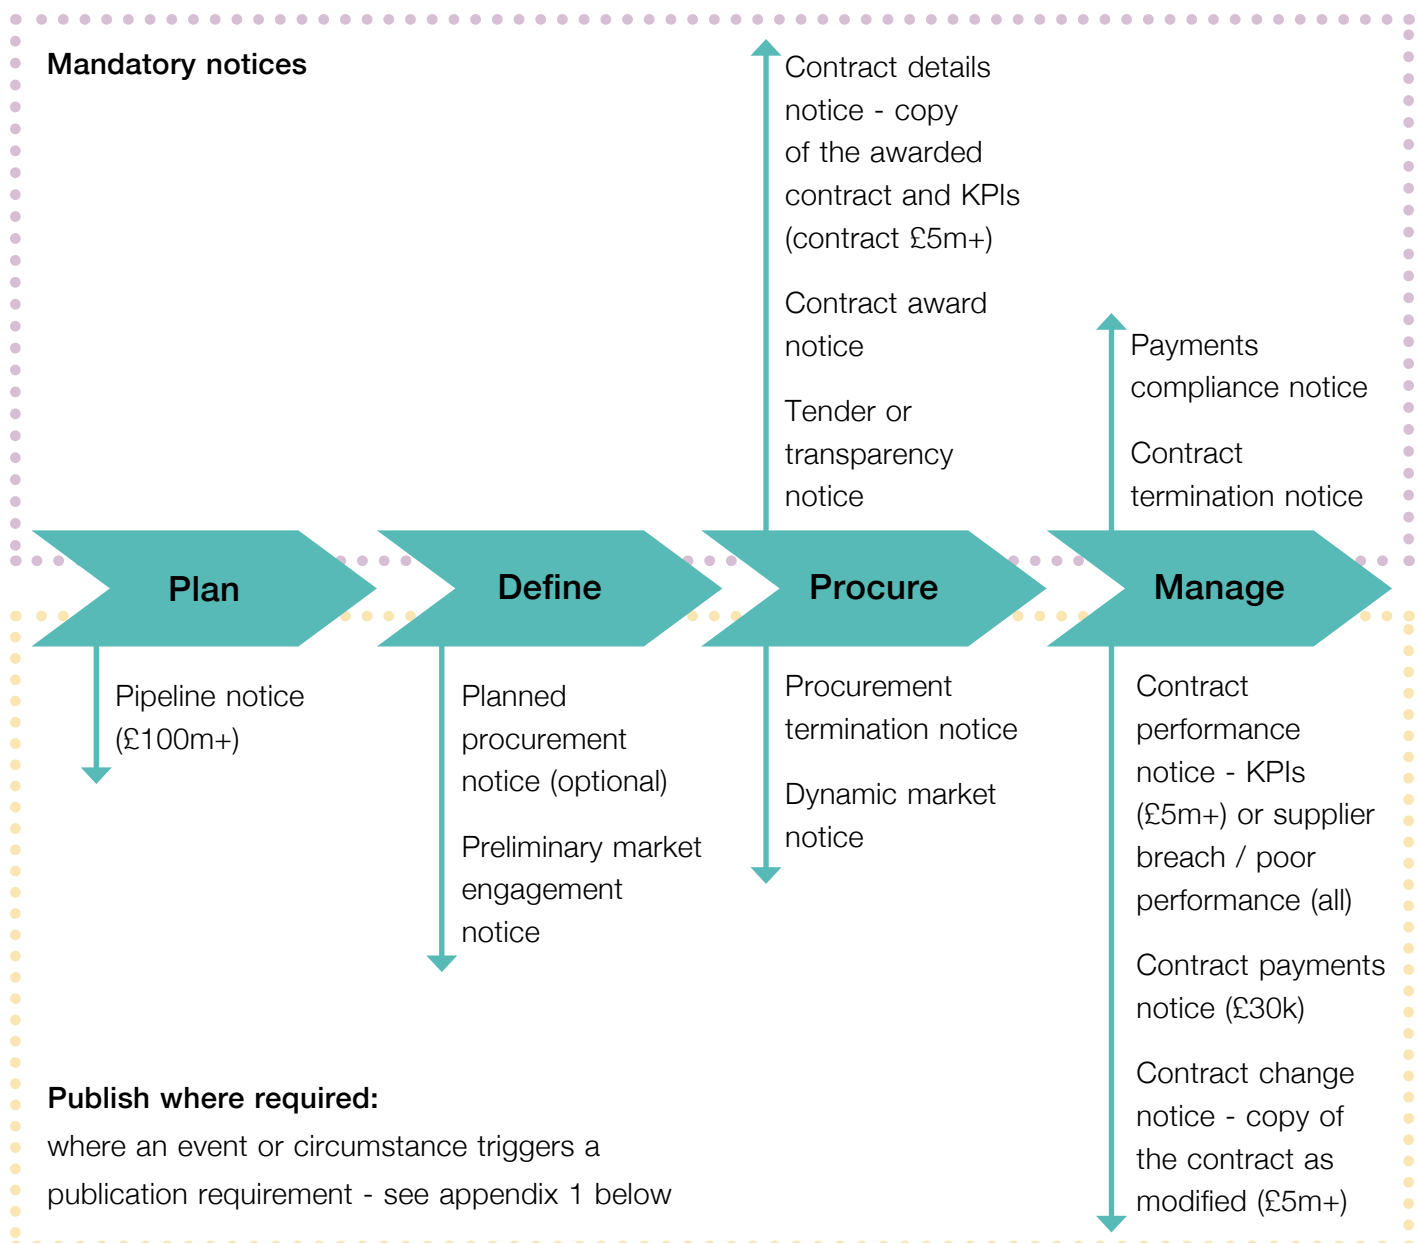 Mandatory notices
Contract details
notice - copy
of the awarded
contract and KPIs
(contract £5m+)
Contract award
notice
Tender or
transparency
notice
Payments
compliance notice
Contract
termination notice
Plan
Define
Procure
Manage
Pipeline notice
(£100m+)
Planned
procurement
notice (optional)
Preliminary market
engagement
notice
Procurement
termination notice
Dynamic market
notice
Contract
performance
notice - KPIs
(£5m+) or supplier
breach / poor
performance (all)
Contract payments
notice (£30k)
Contract change
notice - copy of
the contract as
modified (£5m+)
Publish where required:
where an event or circumstance triggers a
publication requirement - see appendix 1 below